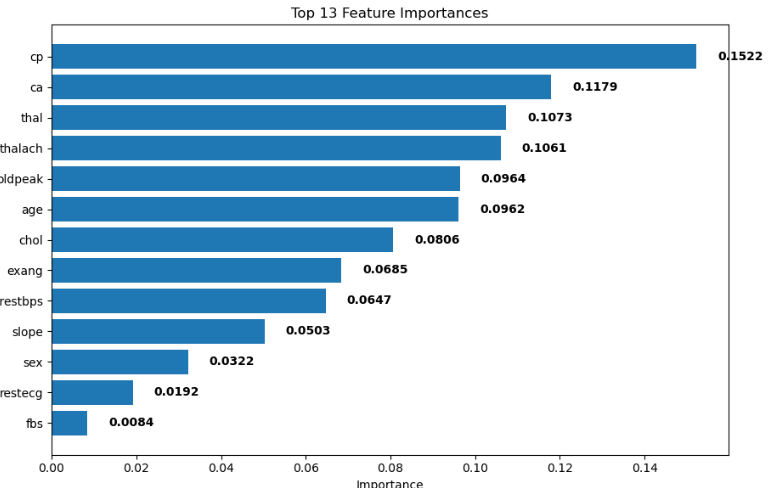 Top 13 Feature Importances
cp 0.1522
ca 0.1179
thal 0.1073
thalach 0.1061
oldpeak 0.0964
age 0.0962
chol 0.0806
exang 0.0685
restbps 0.0647
slope 0.0503
sex 0.0322
restecg 0.0192
fbs 0.0084
0.00 0.02 0.04 0.06 0.08 0.10 0.12 0.14
Importance